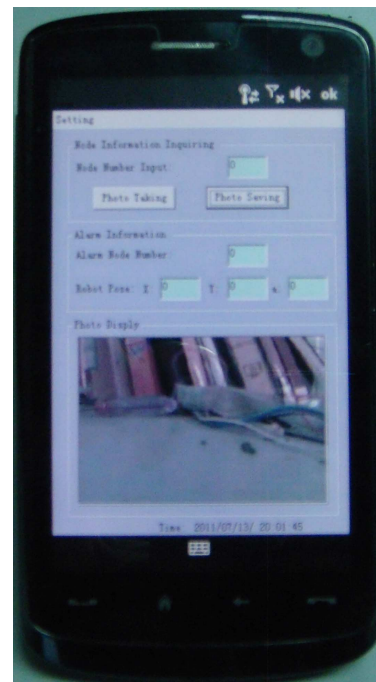 ok
Setting
Node Information Inquiring
Node Number Input: 0
Photo Taking Photo Saving
Alarm Information
Alarm Node Number: 0
Robot Pose: X 0 Y: 0 a: 0
Photo Display
Time: 2011/07/13/ 20:01:45